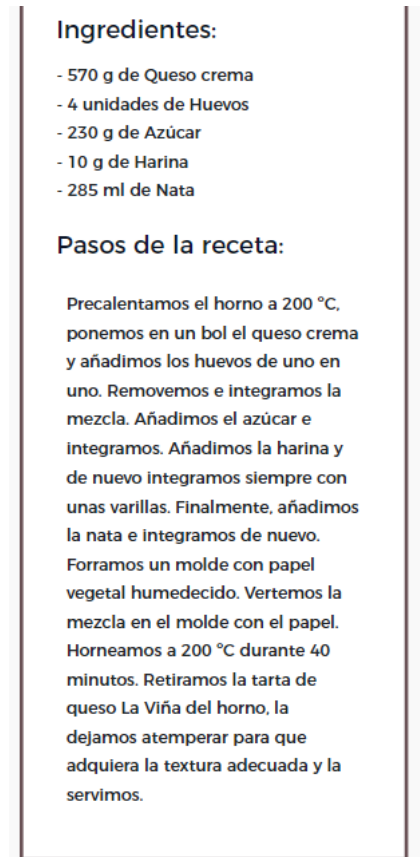 Ingredientes:
- 570 g de Queso crema
- 4 unidades de Huevos
- 230 g de Azúcar
- 10 g de Harina
- 285 ml de Nata
Pasos de la receta:
Precalentamos el horno a 200 °C,
ponemos en un bol el queso crema
y añadimos los huevos de uno en
uno. Removemos e integramos la
mezcla. Añadimos el azúcar e
integramos. Añadimos la harina y
de nuevo integramos siempre con
unas varillas. Finalmente, añadimos
la nata e integramos de nuevo.
Forramos un molde con papel
vegetal humedecido. Vertemos la
mezcla en el molde con el papel.
Horneamos a 200 °C durante 40
minutos. Retiramos la tarta de
queso La Viña del horno, la
dejamos atemperar para que
adquiera la textura adecuada y la
servimos.